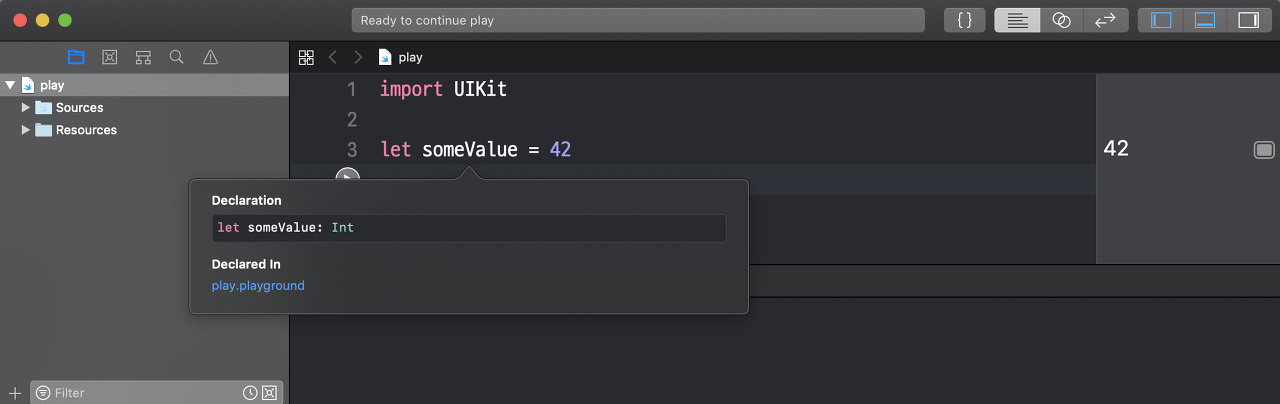 Ready to continue play
{}
play
Sources
Resources
Filter
play
1 import UIKit
2
3 let someValue = 42
42
Declaration
let someValue: Int
Declared In
play.playground